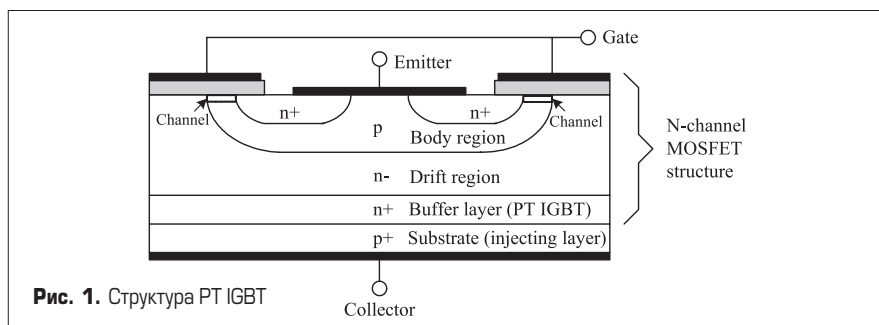 Gate
Emitter
Channel
n+
n+
Channel
p
Body region
N-channel
MOSFET
structure
n- Drift region
n+ Buffer layer (PT IGBT)
p+ Substrate (injecting layer)
Рис. 1. Структура PT IGBT
Collector